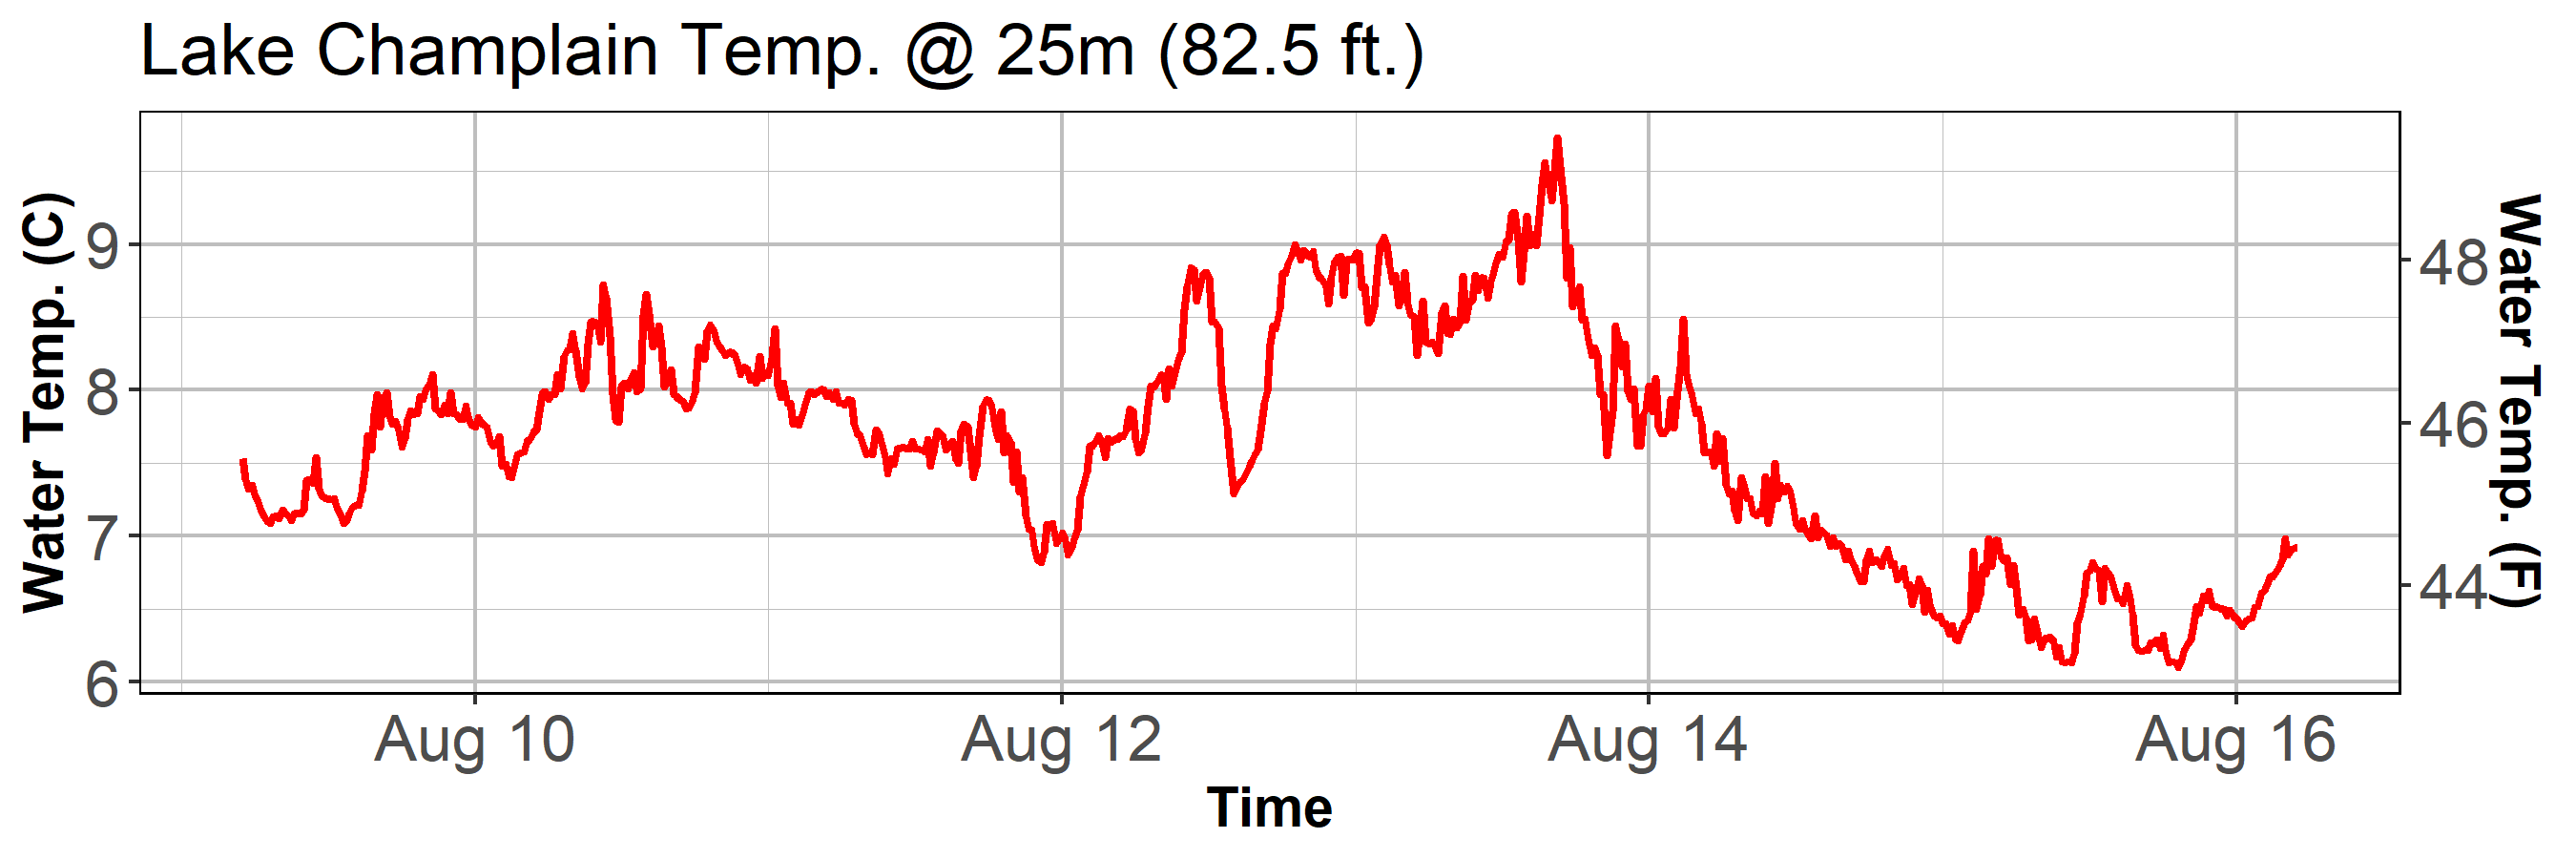 Lake Champlain Temp. @ 25m (82.5 ft.)
Water Temp. (C)
9
8
7
6
48
46
44
Water Temp. (F)
Aug 10 Aug 12 Aug 14 Aug 16
Time